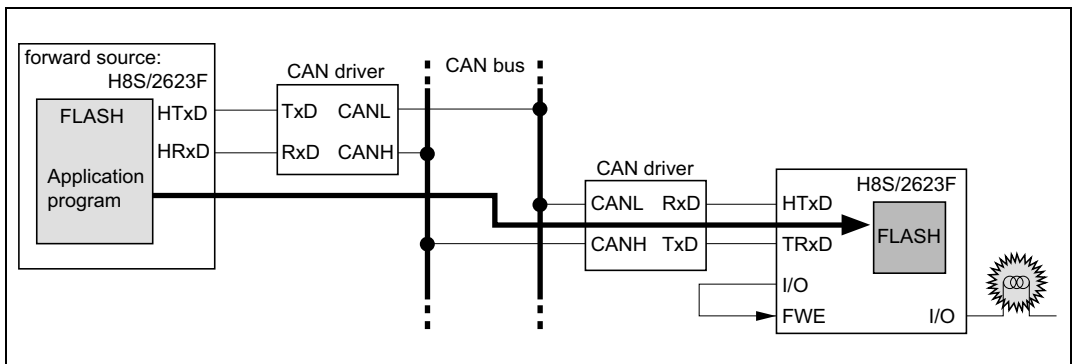 forward source:
H8S/2623F
FLASH
Application
program
HTxD
HRxD
CAN driver
TxD CANL
RxD CANH
CAN bus
CAN driver
CANL RxD
CANH TxD
H8S/2623F
HTxD
TRxD
FLASH
I/O
FWE
I/O